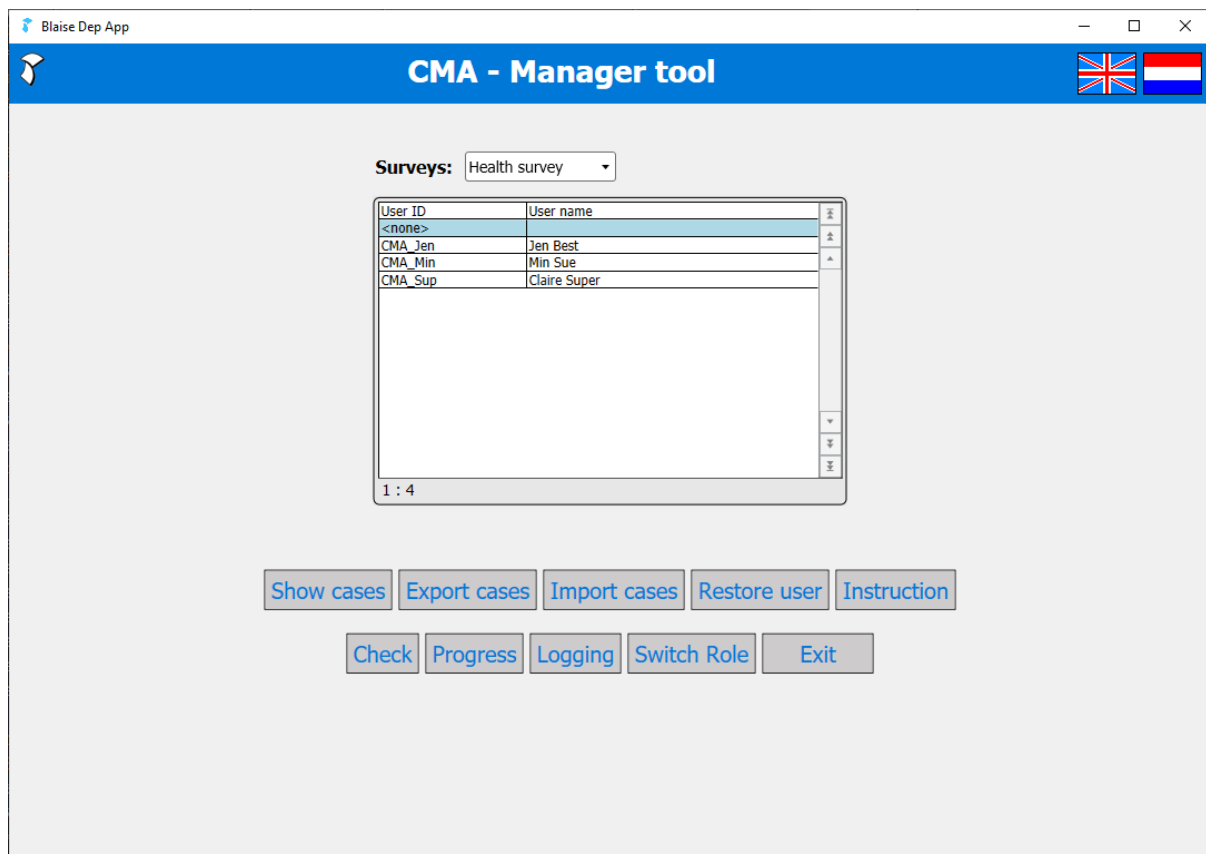 Blaise Dep App
CMA - Manager tool
Surveys: Health survey
User ID User name
<none>
CMA_Jen Jen Best
CMA_Min Min Sue
CMA_Sup Claire Super
1 : 4
Show cases Export cases Import cases Restore user Instruction
Check Progress Logging Switch Role Exit